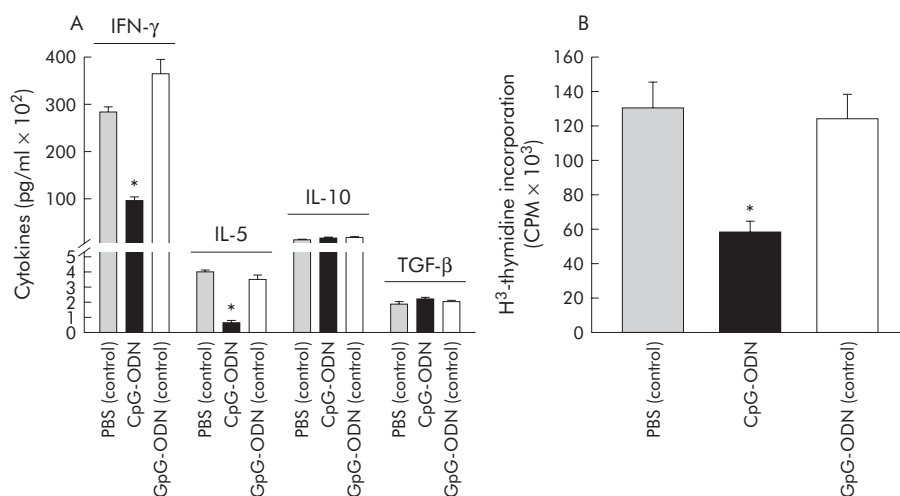 A
IFN-γ
Cytokines (pg/ml × 10²)
400
300
200
100
5
4
3
2
1
0
*
IL-5
*
IL-10
TGF-β
PBS (control)
CpG-ODN
GpG-ODN (control)
PBS (control)
CpG-ODN
GpG-ODN (control)
PBS (control)
CpG-ODN
GpG-ODN (control)
PBS (control)
CpG-ODN
GpG-ODN (control)
B
H³-thymidine incorporation
(CPM × 10³)
160
140
120
100
80
60
40
20
0
*
PBS (control)
CpG-ODN
GpG-ODN (control)